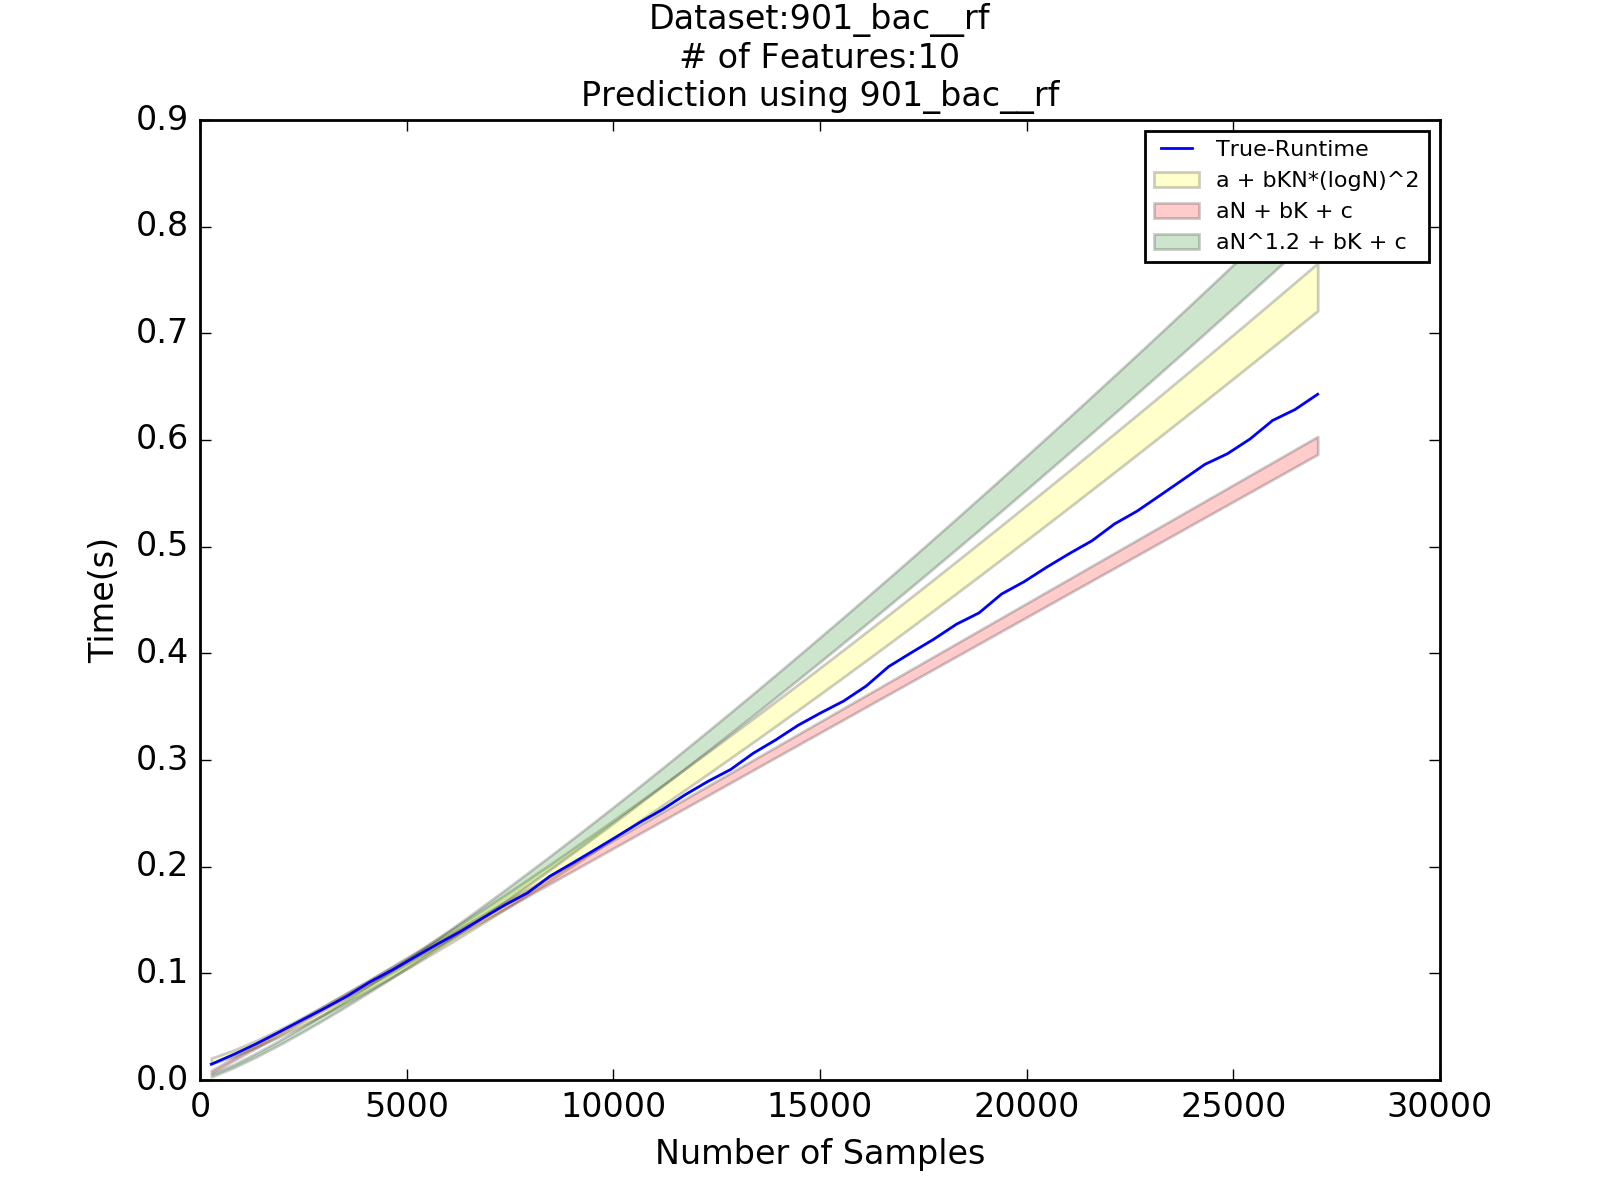 Dataset:901_bac__rf
# of Features:10
Prediction using 901_bac__rf
0.9
0.8
0.7
0.6
0.5
0.4
0.3
0.2
0.1
0.0
Time(s)
True-Runtime
a + bKN*(logN)^2
aN + bK + c
aN^1.2 + bK + c
0 5000 10000 15000 20000 25000 30000
Number of Samples